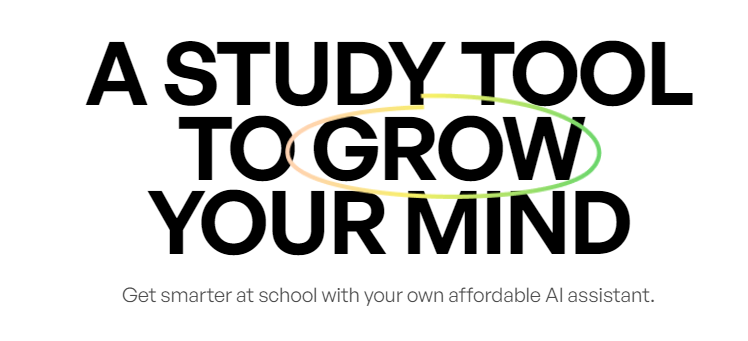 A STUDY TOOL
TO GROW
YOUR MIND
Get smarter at school with your own affordable AI assistant.